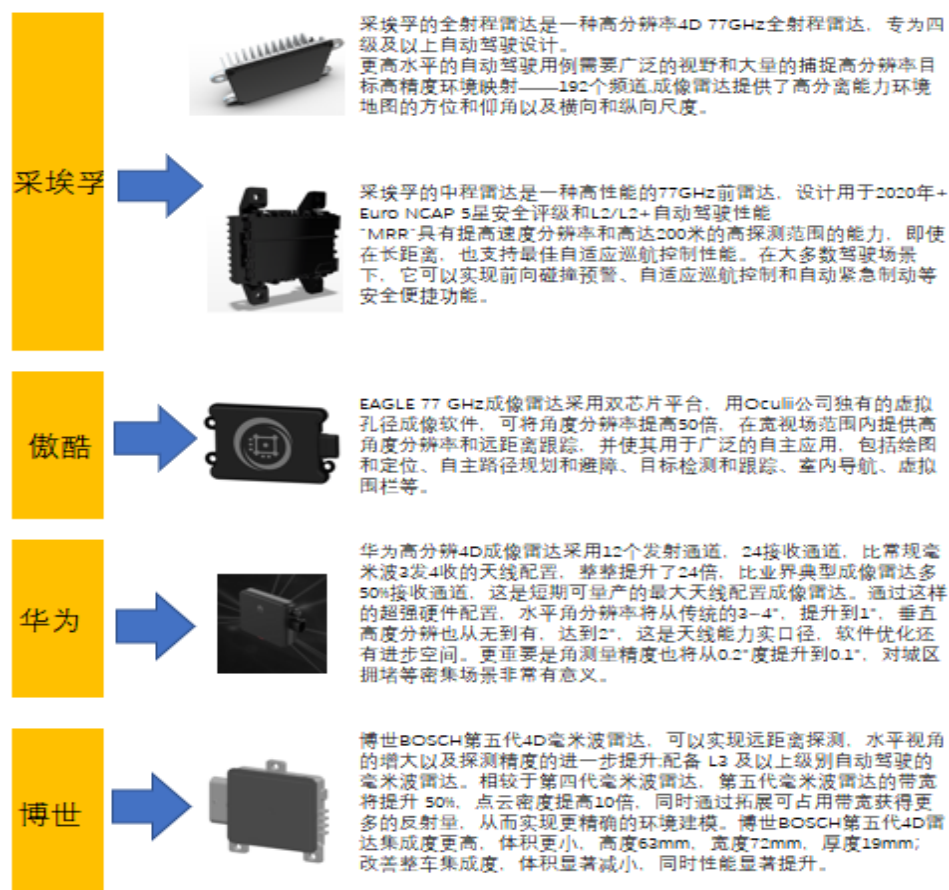 采埃孚
采埃孚的全射程雷达是一种高分辨率4D 77GHz全射程雷达，专为四
级及以上自动驾驶设计。
更高水平的自动驾驶用例需要广泛的视野和大量的捕捉高分辨率目
标高精度环境映射——192个频道.成像雷达提供了高分离能力环境
地图的方位和仰角以及横向和纵向尺度。
采埃孚的中程雷达是一种高性能的77GHz前雷达，设计用于2020年+
Euro NCAP 5星安全评级和L2/L2+自动驾驶性能
"MRR"具有提高速度分辨率和高达200米的高探测范围的能力，即使
在长距离，也支持最佳自适应巡航控制性能。在大多数驾驶场景
下，它可以实现前向碰撞预警、自适应巡航控制和自动紧急制动等
安全便捷功能。
傲酷
EAGLE 77 GHz成像雷达采用双芯片平台，用Oculii公司独有的虚拟
孔径成像软件，可将角度分辨率提高50倍，在宽视场范围内提供高
角度分辨率和远距离跟踪，并使其用于广泛的自主应用，包括绘图
和定位、自主路径规划和避障、目标检测和跟踪、室内导航、虚拟
围栏等。
华为
华为高分辨4D成像雷达采用12个发射通道，24接收通道，比常规毫
米波3发4收的天线配置，整整提升了24倍，比业界典型成像雷达多
50%接收通道，这是短期可量产的最大天线配置成像雷达。通过这样
的超强硬件配置，水平角分辨率将从传统的3—4°，提升到1°，垂直
高度分辨也从无到有，达到2°，这是天线能力实口径，软件优化还
有进步空间。更重要是角测量精度也将从0.2°度提升到0.1°，对城区
拥堵等密集场景非常有意义。
博世
博世BOSCH第五代4D毫米波雷达，可以实现远距离探测，水平视角
的增大以及探测精度的进一步提升;配备 L3 及以上级别自动驾驶的
毫米波雷达。相较于第四代毫米波雷达，第五代毫米波雷达的带宽
将提升 50%，点云密度提高10倍，同时通过拓展可占用带宽获得更
多的反射量，从而实现更精确的环境建模。博世BOSCH第五代4D雷
达集成度更高，体积更小，高度63mm，宽度72mm，厚度19mm；
改善整车集成度，体积显著减小，同时性能显著提升。